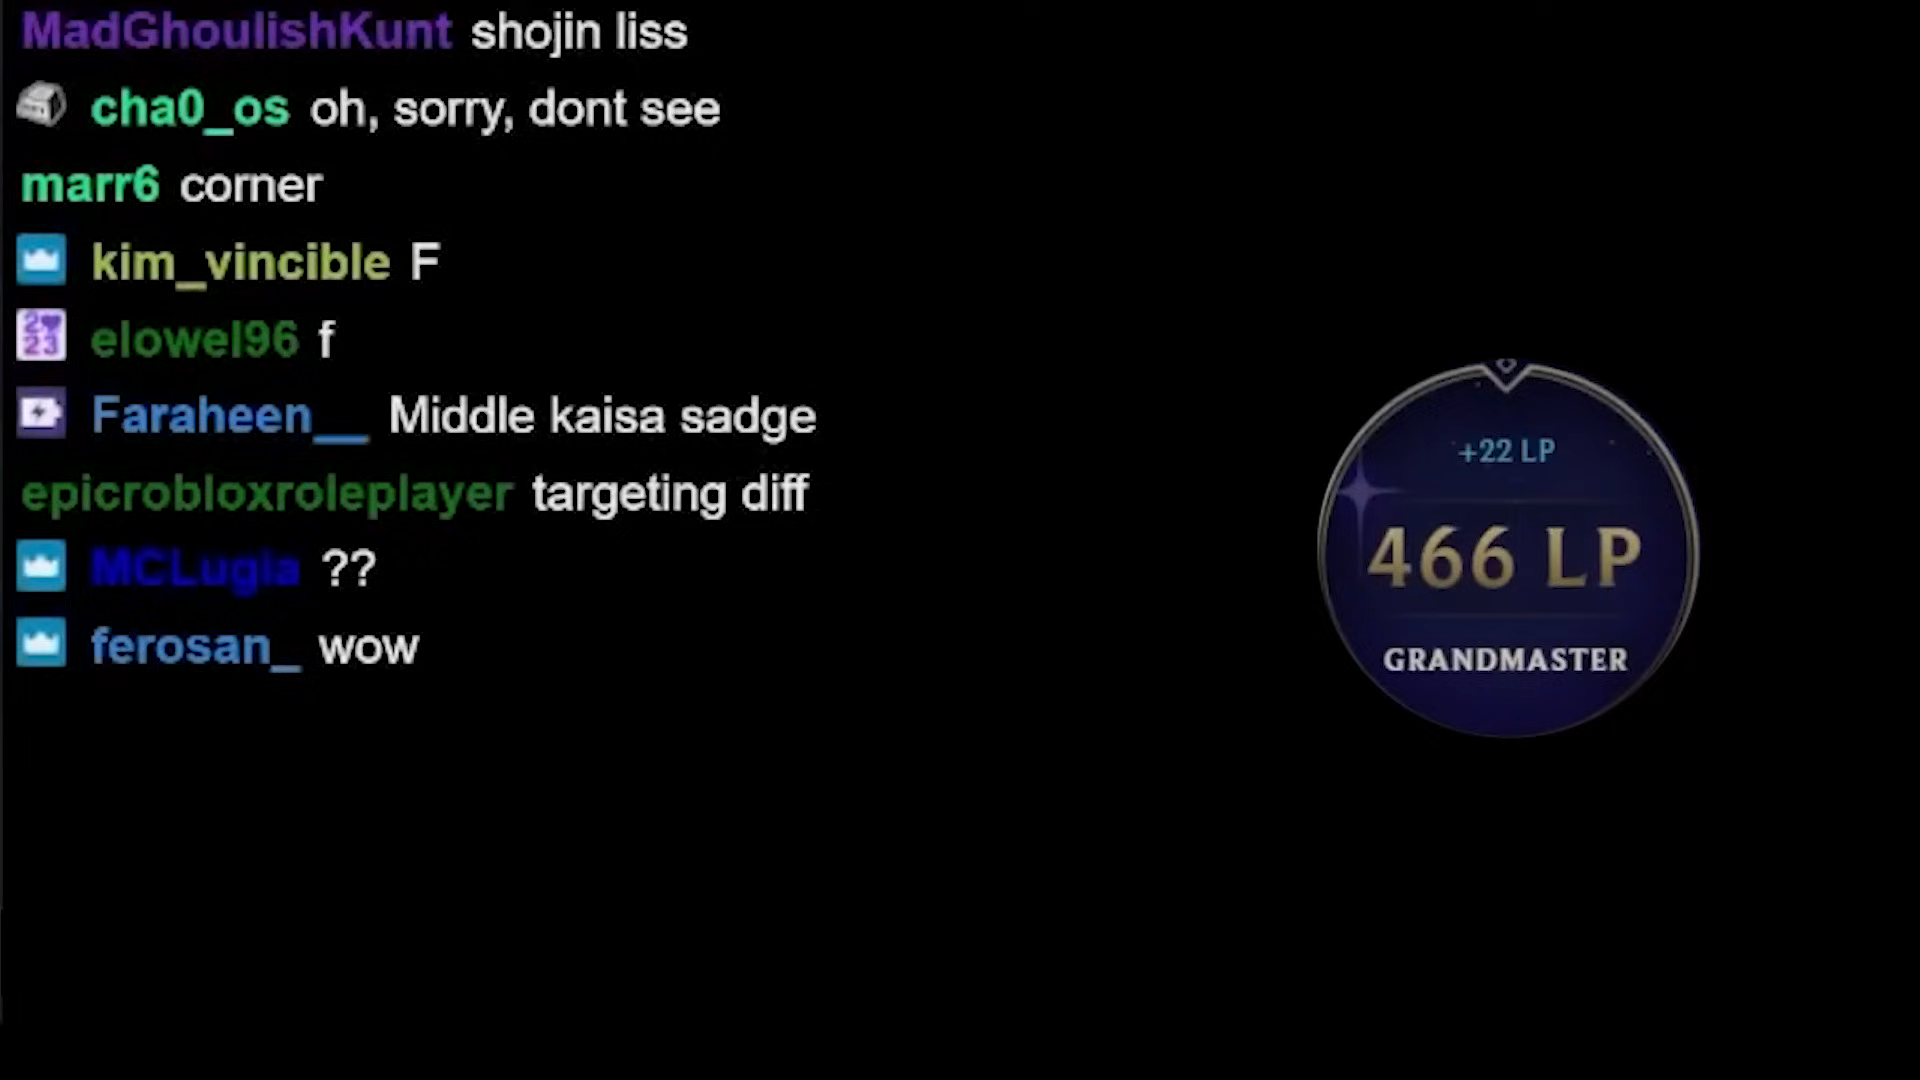 MadGhoulishKunt shojin liss
cha0_os oh, sorry, dont see
marr6 corner
kim_vincible F
elowel96 f
Faraheen__ Middle kaisa sadge
epicrobloxroleplayer targeting diff
MCLugia ??
ferosan_ wow
+22 LP
466 LP
GRANDMASTER